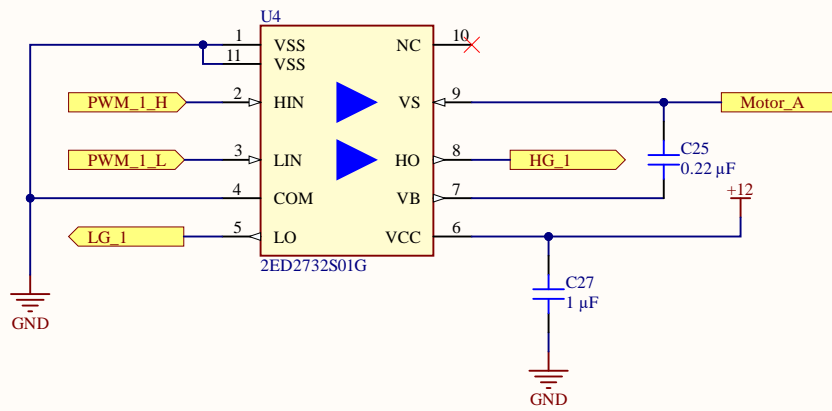 U4
1 VSS
11 VSS
NC 10
PWM_1_H 2 HIN
VS 9 Motor_A
PWM_1_L 3 LIN
HO 8 HG_1
C25
0.22 µF
4 COM
VB 7
+12
LG_1 5 LO
VCC 6
2ED2732S01G
C27
1 µF
GND
GND